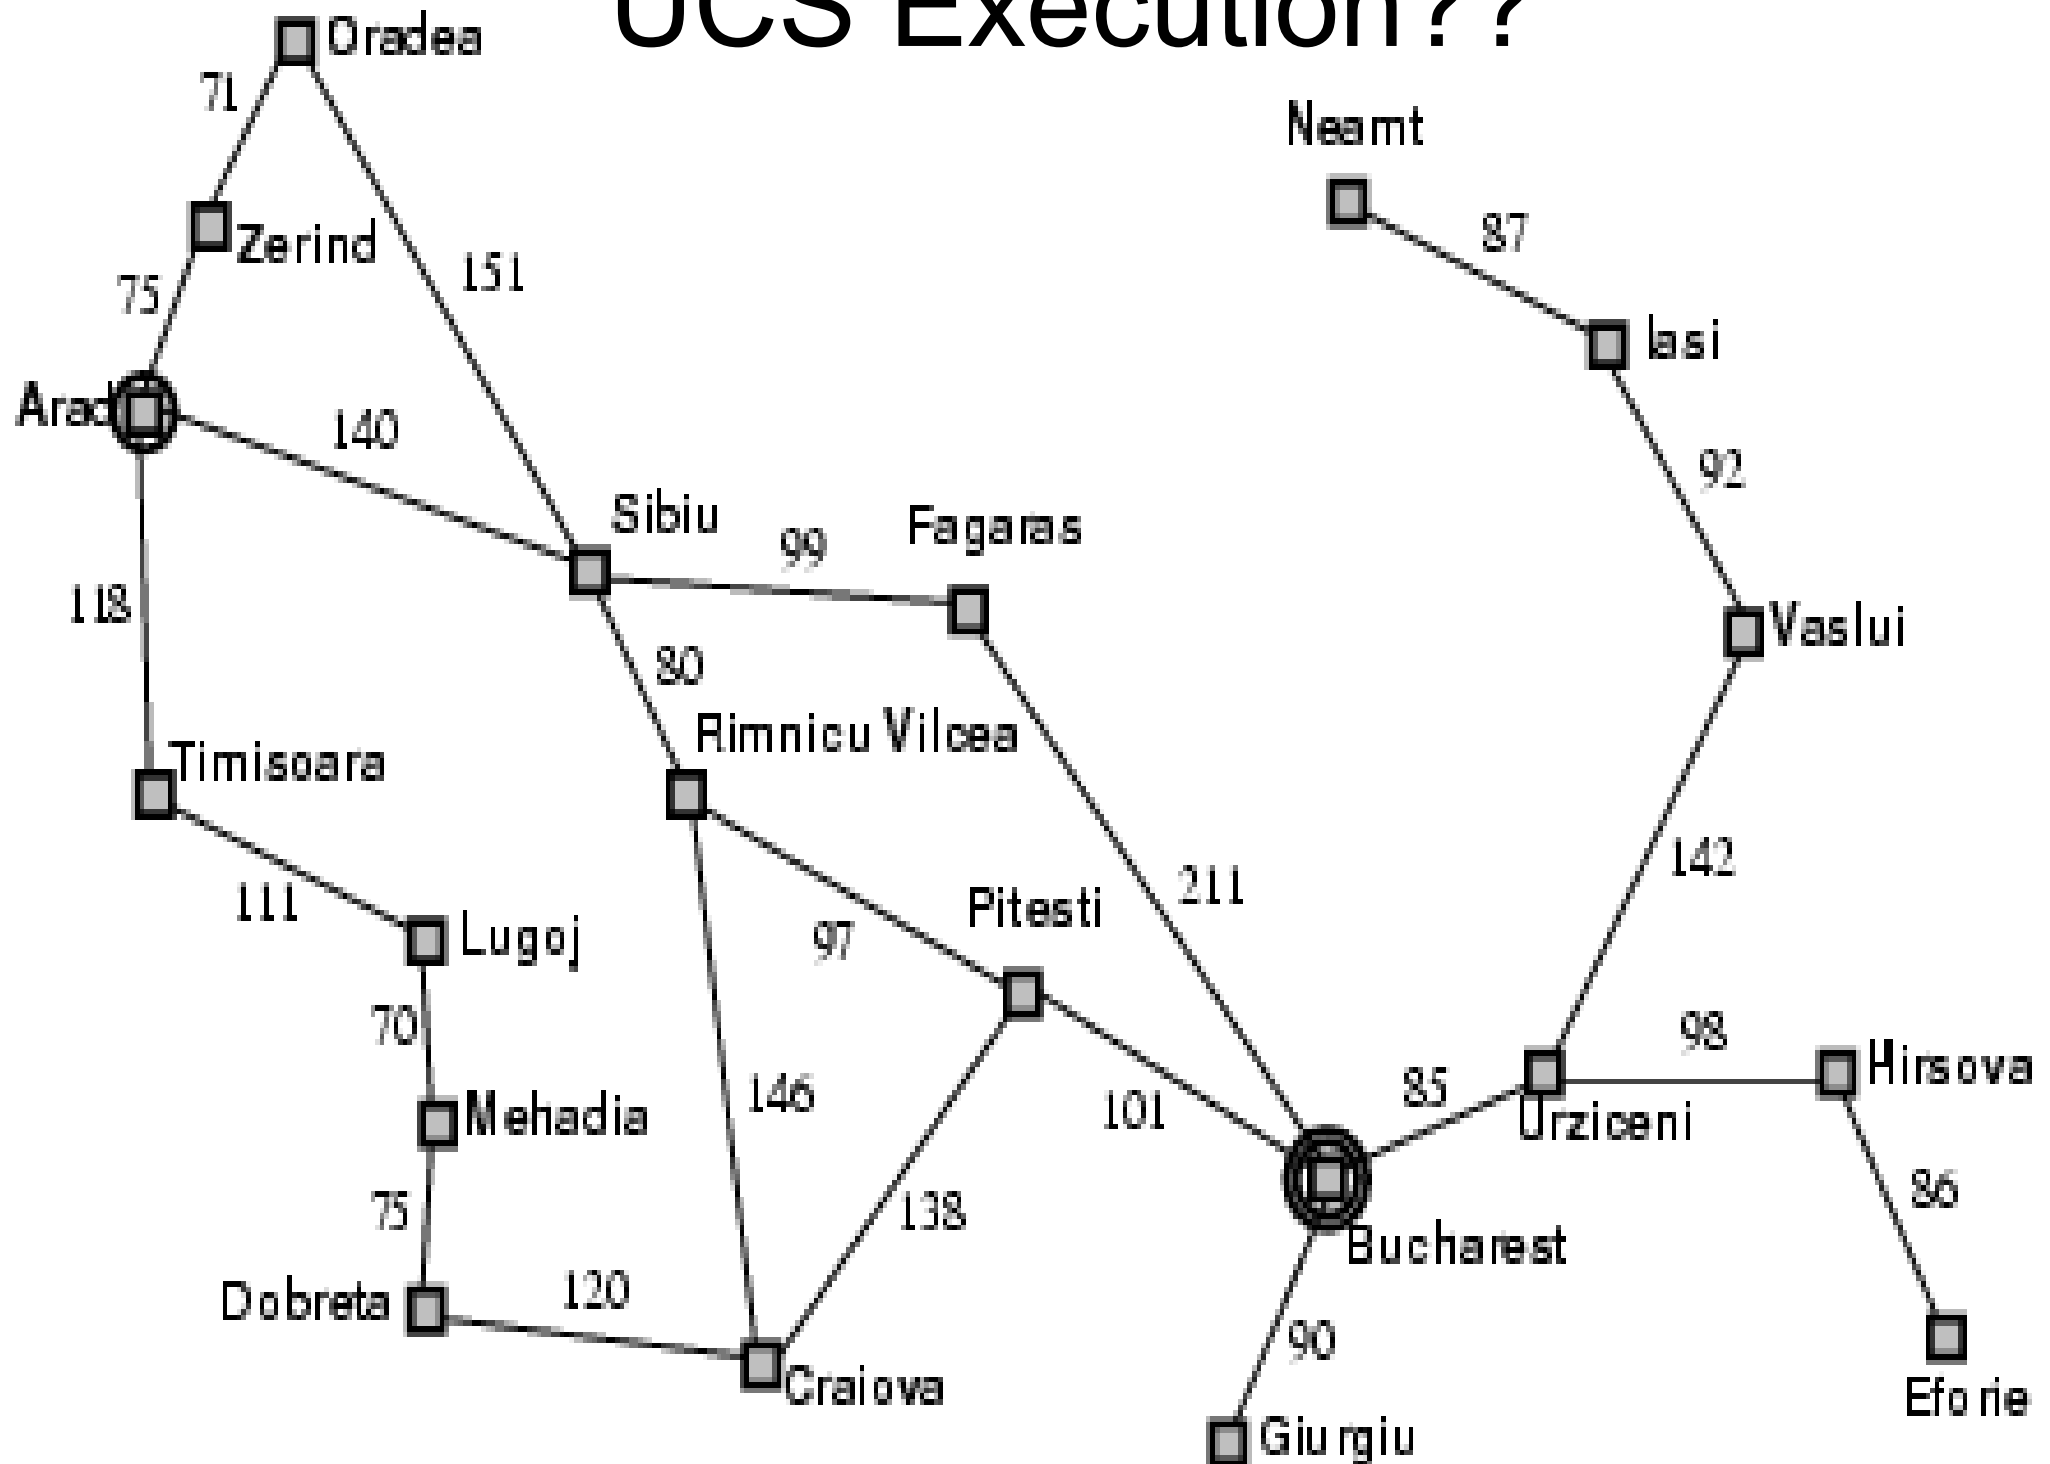 UCS Execution??
Oradea
71
Neamt
87
Zerind
151
75
Iasi
Arad
140
92
Sibiu
Fagaras
99
118
Vaslui
80
Rimnicu Vilcea
Timisoara
142
211
111
Pitesti
Lugoj
97
70
98
Hirsova
Mehadia
146
101
85
Urziceni
75
138
86
Bucharest
Dobreta
120
90
Craiova
Eforie
Giurgiu